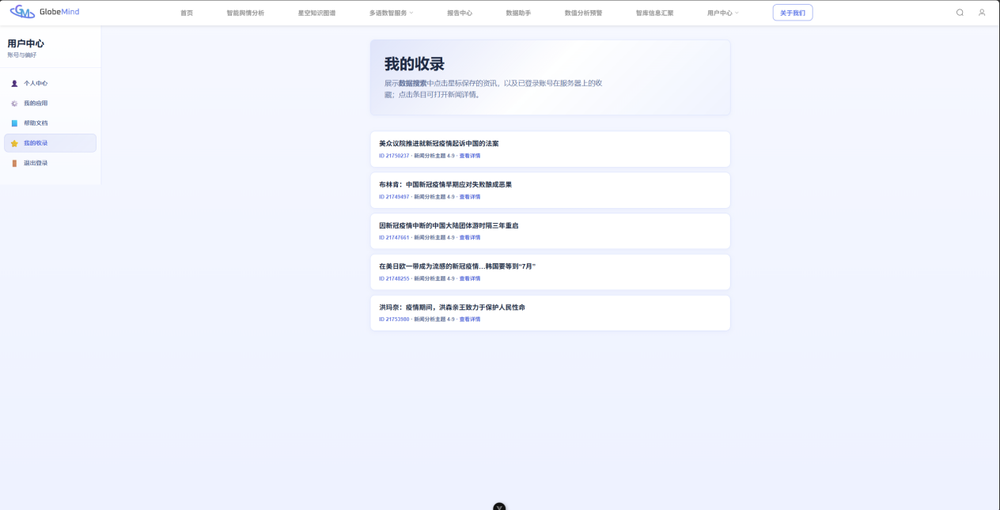 GlobeMind
首页
智能舆情分析
星空知识图谱
多语数智服务
报告中心
数据助手
数值分析预警
智库信息汇聚
用户中心
关于我们
用户中心
账号与偏好
个人中心
我的应用
帮助文档
我的收录
退出登录
我的收录
展示数据搜索中点击星标保存的资讯，以及已登录账号在服务器上的收
藏；点击条目可打开新闻详情。
美众议院推进就新冠疫情起诉中国的法案
ID 21750237 · 新闻分析主题 4-9 · 查看详情
布林肯：中国新冠疫情早期应对失败酿成恶果
ID 21749497 · 新闻分析主题 4-9 · 查看详情
因新冠疫情中断的中国大陆团体游时隔三年重启
ID 21747661 · 新闻分析主题 4-9 · 查看详情
在美日欧一带成为流感的新冠疫情…韩国要等到“7月”
ID 21748255 · 新闻分析主题 4-9 · 查看详情
洪玛奈：疫情期间，洪森亲王致力于保护人民性命
ID 21753980 · 新闻分析主题 4-9 · 查看详情